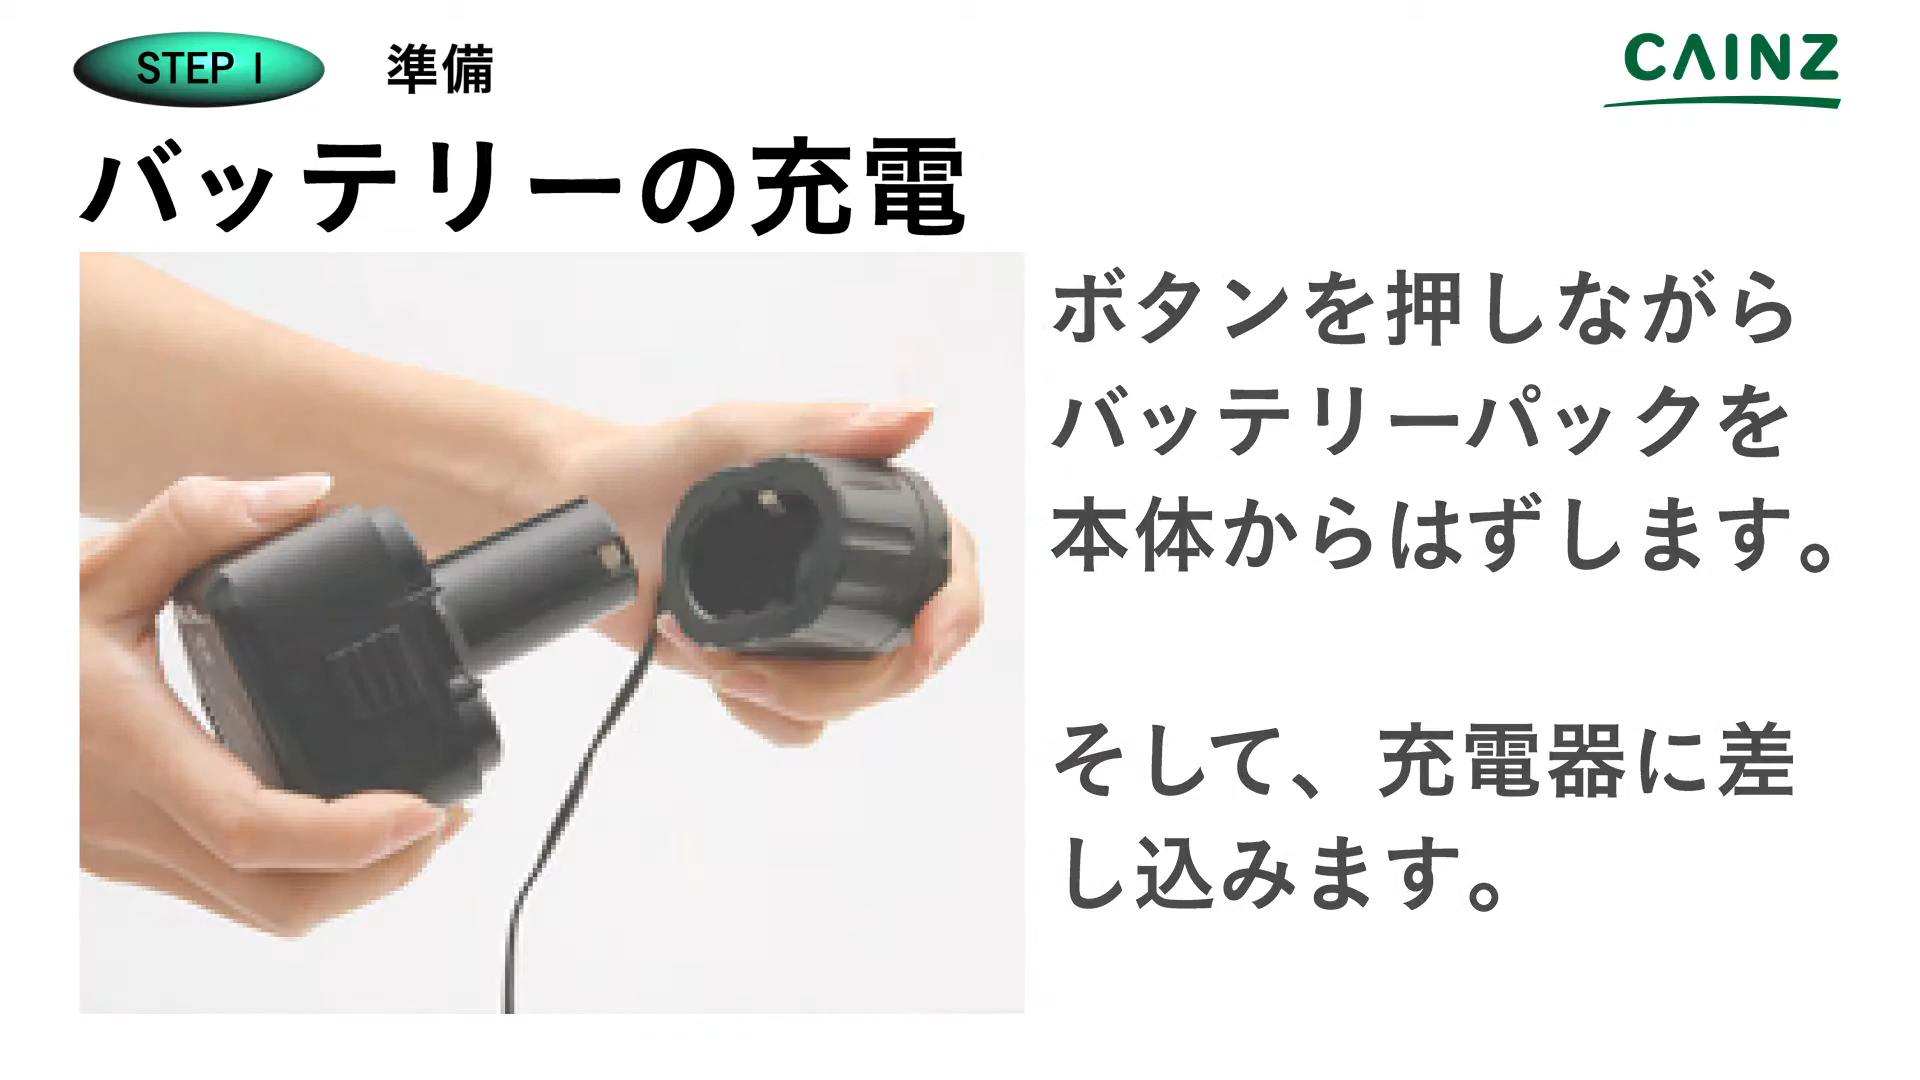 STEP 1 準備
CAINZ
バッテリーの充電
ボタンを押しながら
バッテリーパックを
本体からはずします。
そして、充電器に差
し込みます。